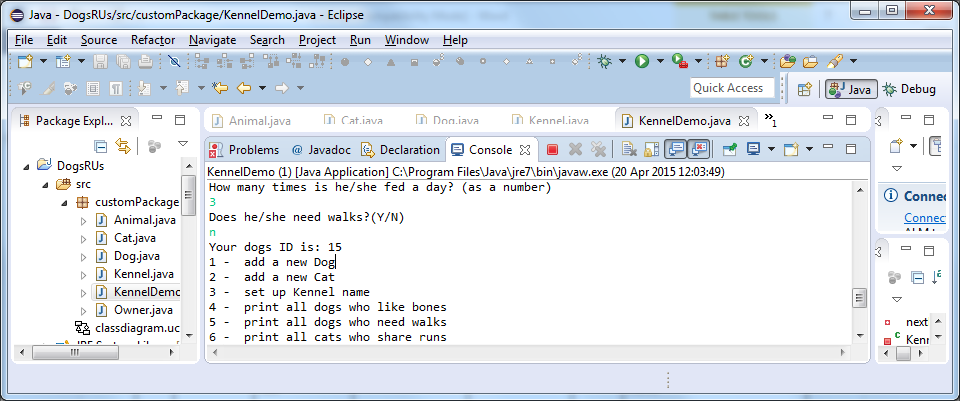 Java - DogsRUs/src/customPackage/KennelDemo.java - Eclipse
File Edit Source Refactor Navigate Search Project Run Window Help
Quick Access Java Debug
Package Expl... Animal.java Cat.java Dog.java Kennel.java KennelDemo.java »1
Problems @ Javadoc Declaration Console
KennelDemo (1) [Java Application] C:\Program Files\Java\jre7\bin\javaw.exe (20 Apr 2015 12:03:49)
DogsRUs
src
customPackage
Animal.java
Cat.java
Dog.java
Kennel.java
KennelDemo
Owner.java
classdiagram.uc
How many times is he/she fed a day? (as a number)
3
Does he/she need walks?(Y/N)
n
Your dogs ID is: 15
1 - add a new Dog
2 - add a new Cat
3 - set up Kennel name
4 - print all dogs who like bones
5 - print all dogs who need walks
6 - print all cats who share runs
Connec
Connect
next
Kenn